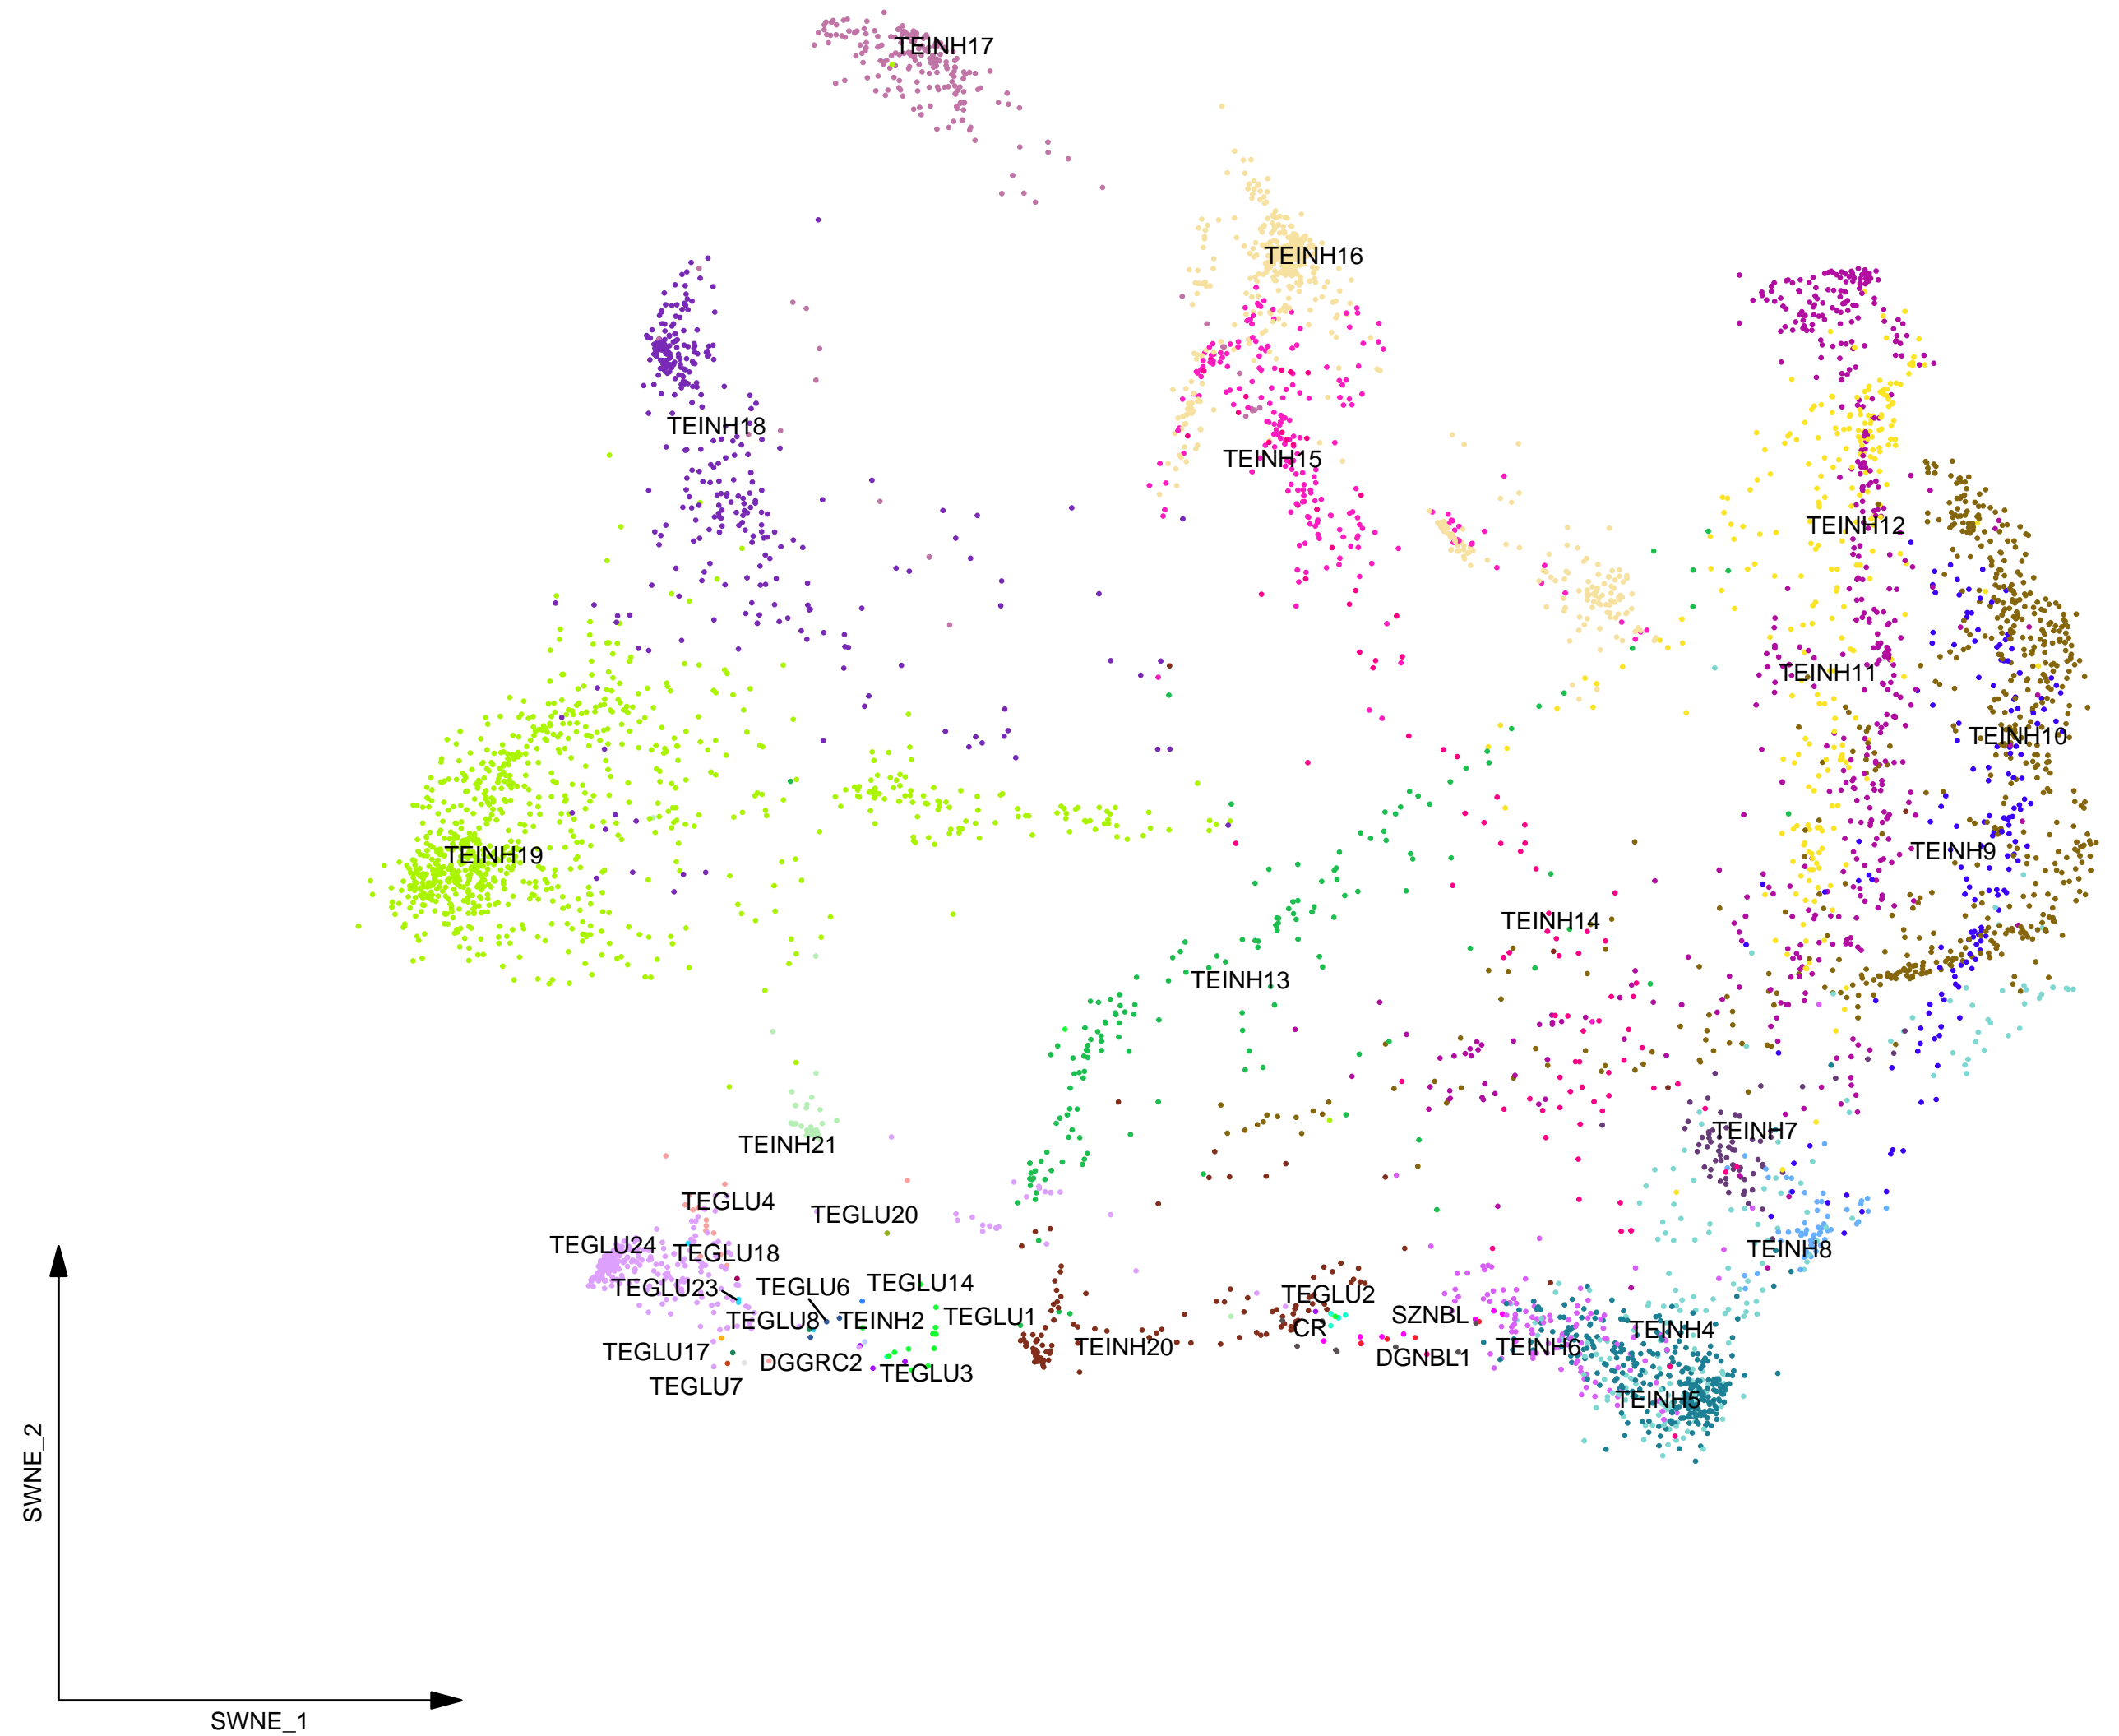 TEINH17
TEINH16
TEINH18
TEINH15
TEINH12
TEINH11
TEINH10
TEINH19
TEINH9
TEINH14
TEINH13
TEINH7
TEINH21
TEGLU4
TEGLU20
TEGLU24
TEGLU18
TEINH8
TEGLU23
TEGLU6
TEGLU14
TEGLU2
TEGLU8
TEINH2
TEGLU1
SZNBL
CR
TEINH4
TEINH20
TEINH6
TEGLU17
DGGRC2
TEGLU3
DGNBL1
TEGLU7
TEINH5
SWNE_2
SWNE_1